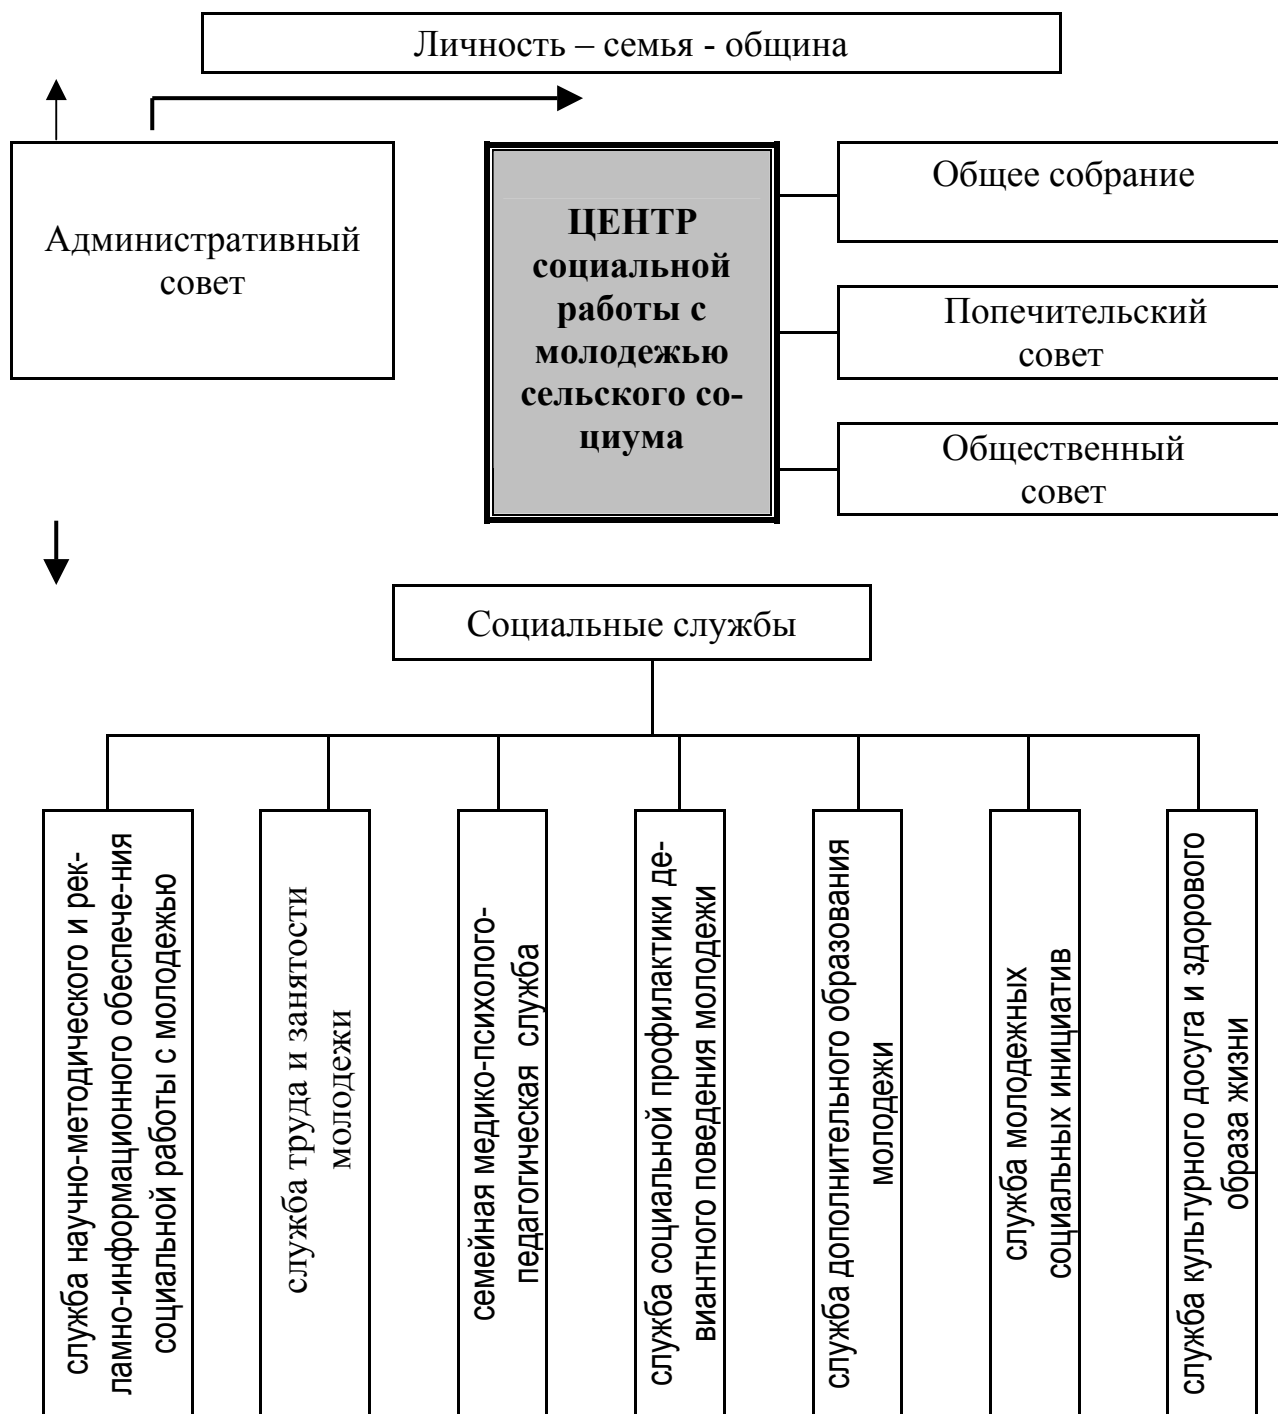 Личность – семья - община
Административный
совет
ЦЕНТР
социальной
работы с
молодежью
сельского со-
циума
Общее собрание
Попечительский
совет
Общественный
совет
Социальные службы
служба научно-методического и рек-
ламно-информационного обеспече-ния
социальной работы с молодежью
служба труда и занятости
молодежи
семейная медико-психолого-
педагогическая служба
служба социальной профилактики де-
виантного поведения молодежи
служба дополнительного образования
молодежи
служба молодежных
социальных инициатив
служба культурного досуга и здорового
образа жизни